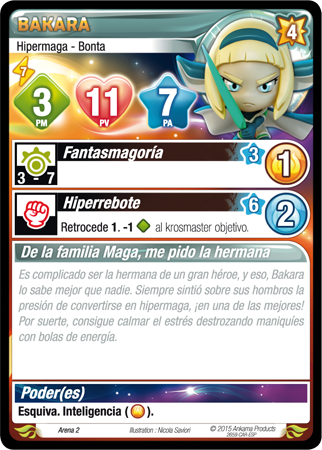 BAKARA
4
Hipermaga - Bonta
7
3
PM
11
PV
7
PA
Fantasmagoría
3
1
3 - 7
Hiperrebote
6
2
Retrocede 1. -1 al krosmaster objetivo.
De la familia Maga, me pido la hermana
Es complicado ser la hermana de un gran héroe, y eso, Bakara
lo sabe mejor que nadie. Siempre sintió sobre sus hombros la
presión de convertirse en hipermaga, ¡en una de las mejores!
Por suerte, consigue calmar el estrés destrozando maniquíes
con bolas de energía.
Poder(es)
Esquiva. Inteligencia ( ).
Arena 2
Illustration : Nicola Saviori
© 2015 Ankama Products
2659-CAR-ESP